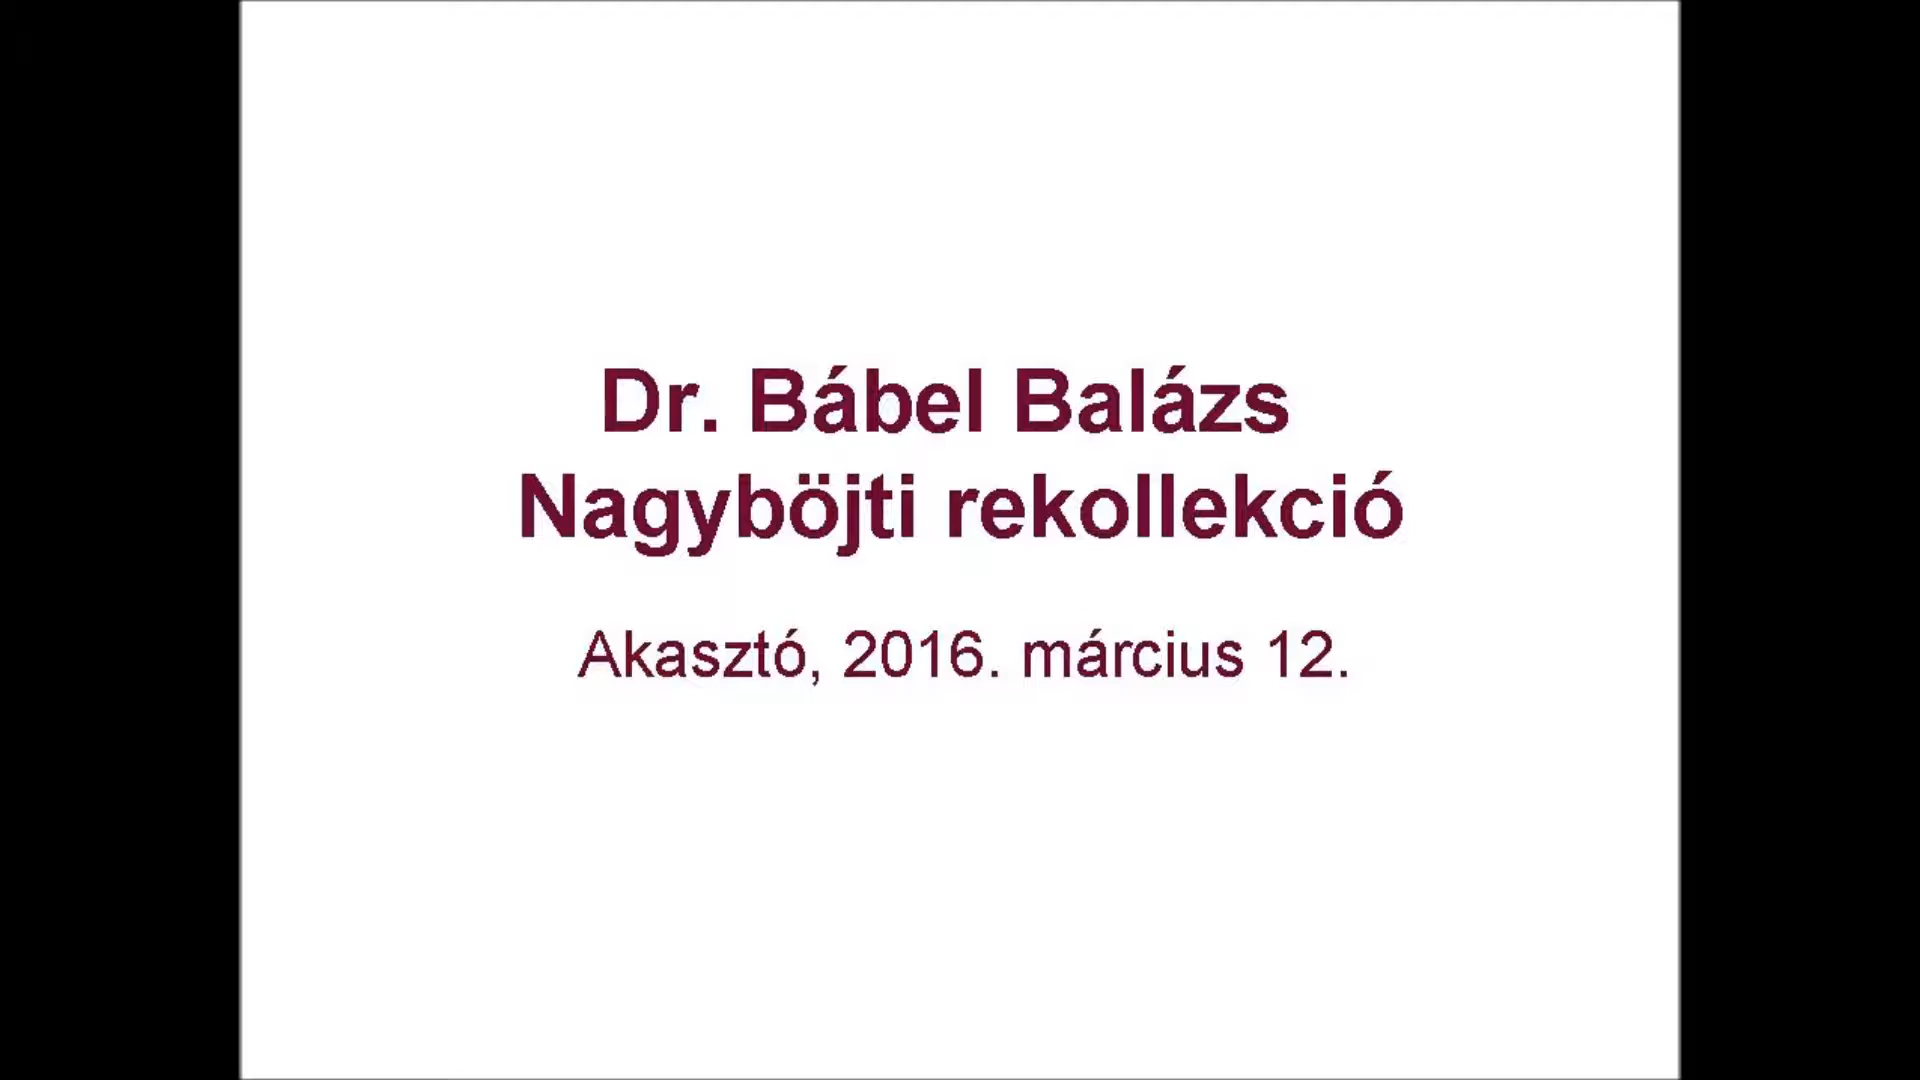 Dr. Bábel Balázs
Nagyböjti rekollekció
Akasztó, 2016. március 12.